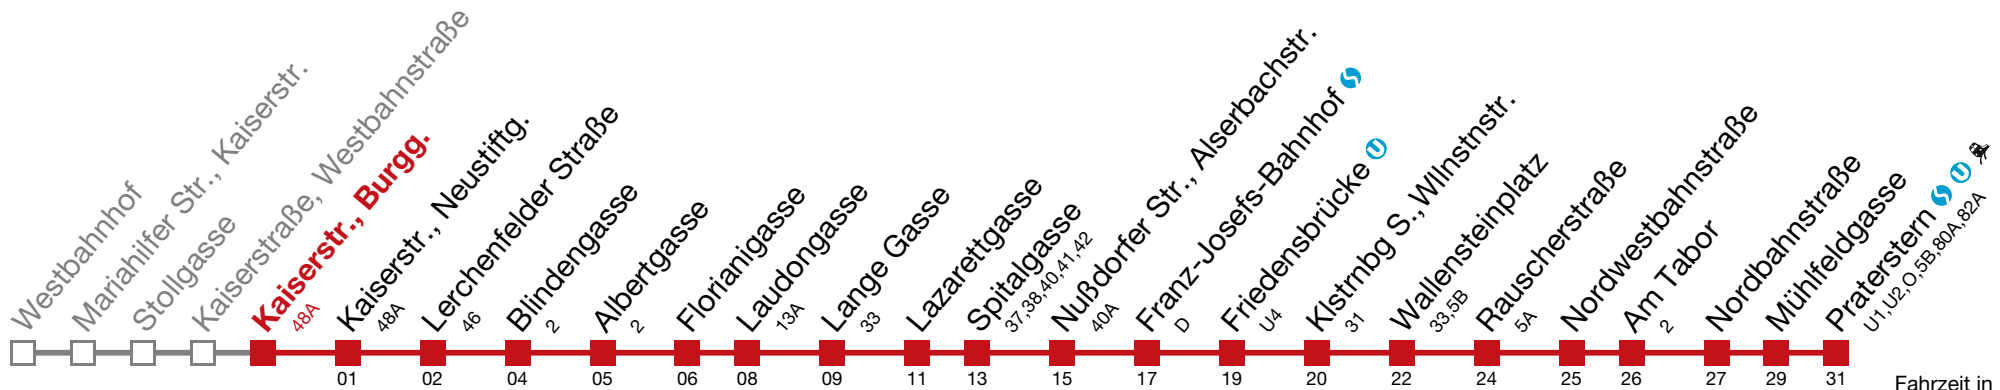 Westbahnhof
Mariahilfer Str., Kaiserstr.
Stollgasse
Kaiserstraße, Westbahnstraße
Kaiserstr., Burgg.
48A
Kaiserstr., Neustiftg.
48A
Lerchenfelder Straße
46
Blindengasse
2
Albertgasse
2
Florianigasse
Laudongasse
13A
Lange Gasse
33
Lazarettgasse
Spitalgasse
37,38,40,41,42
Nußdorfer Str., Alserbachstr.
40A
Franz-Josefs-Bahnhof S
D
Friedensbrücke U
U4
Klstrnbg S., Wllnstnstr.
31
Wallensteinplatz
33,5B
Rauscherstraße
5A
Nordwestbahnstraße
Am Tabor
2
Nordbahnstraße
Mühlfeldgasse
Praterstern S U
U1,U2,O,5B,80A,82A
01 02 04 05 06 08 09 11 13 15 17 19 20 22 24 25 26 27 29 31
Fahrzeit in